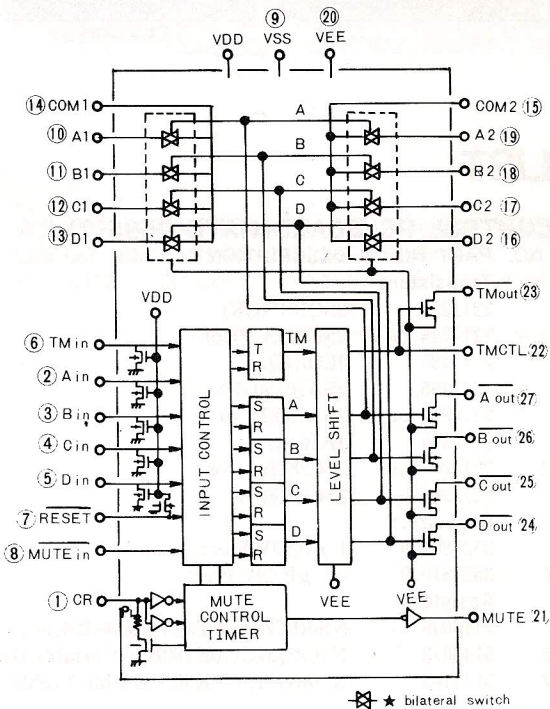 ⑨ ⑳
VDD VSS VEE
⑭ COM1 A COM2 ⑮
⑩ A1 A2 ⑲
B
⑪ B1 B2 ⑱
C
⑫ C1 C2 ⑰
D
⑬ D1 D2 ⑯
VDD TMout ㉓
⑥ TMin T TM TMCTL ㉒
R
② Ain A out ㉗
S A
③ Bin R B out ㉖
INPUT CONTROL S B LEVEL SHIFT
④ Cin R C out ㉕
S C
⑤ Din R D out ㉔
⑦ RESET S D
R
⑧ MUTE in
VEE VEE
① CR MUTE CONTROL TIMER MUTE ㉑
P
★ bilateral switch